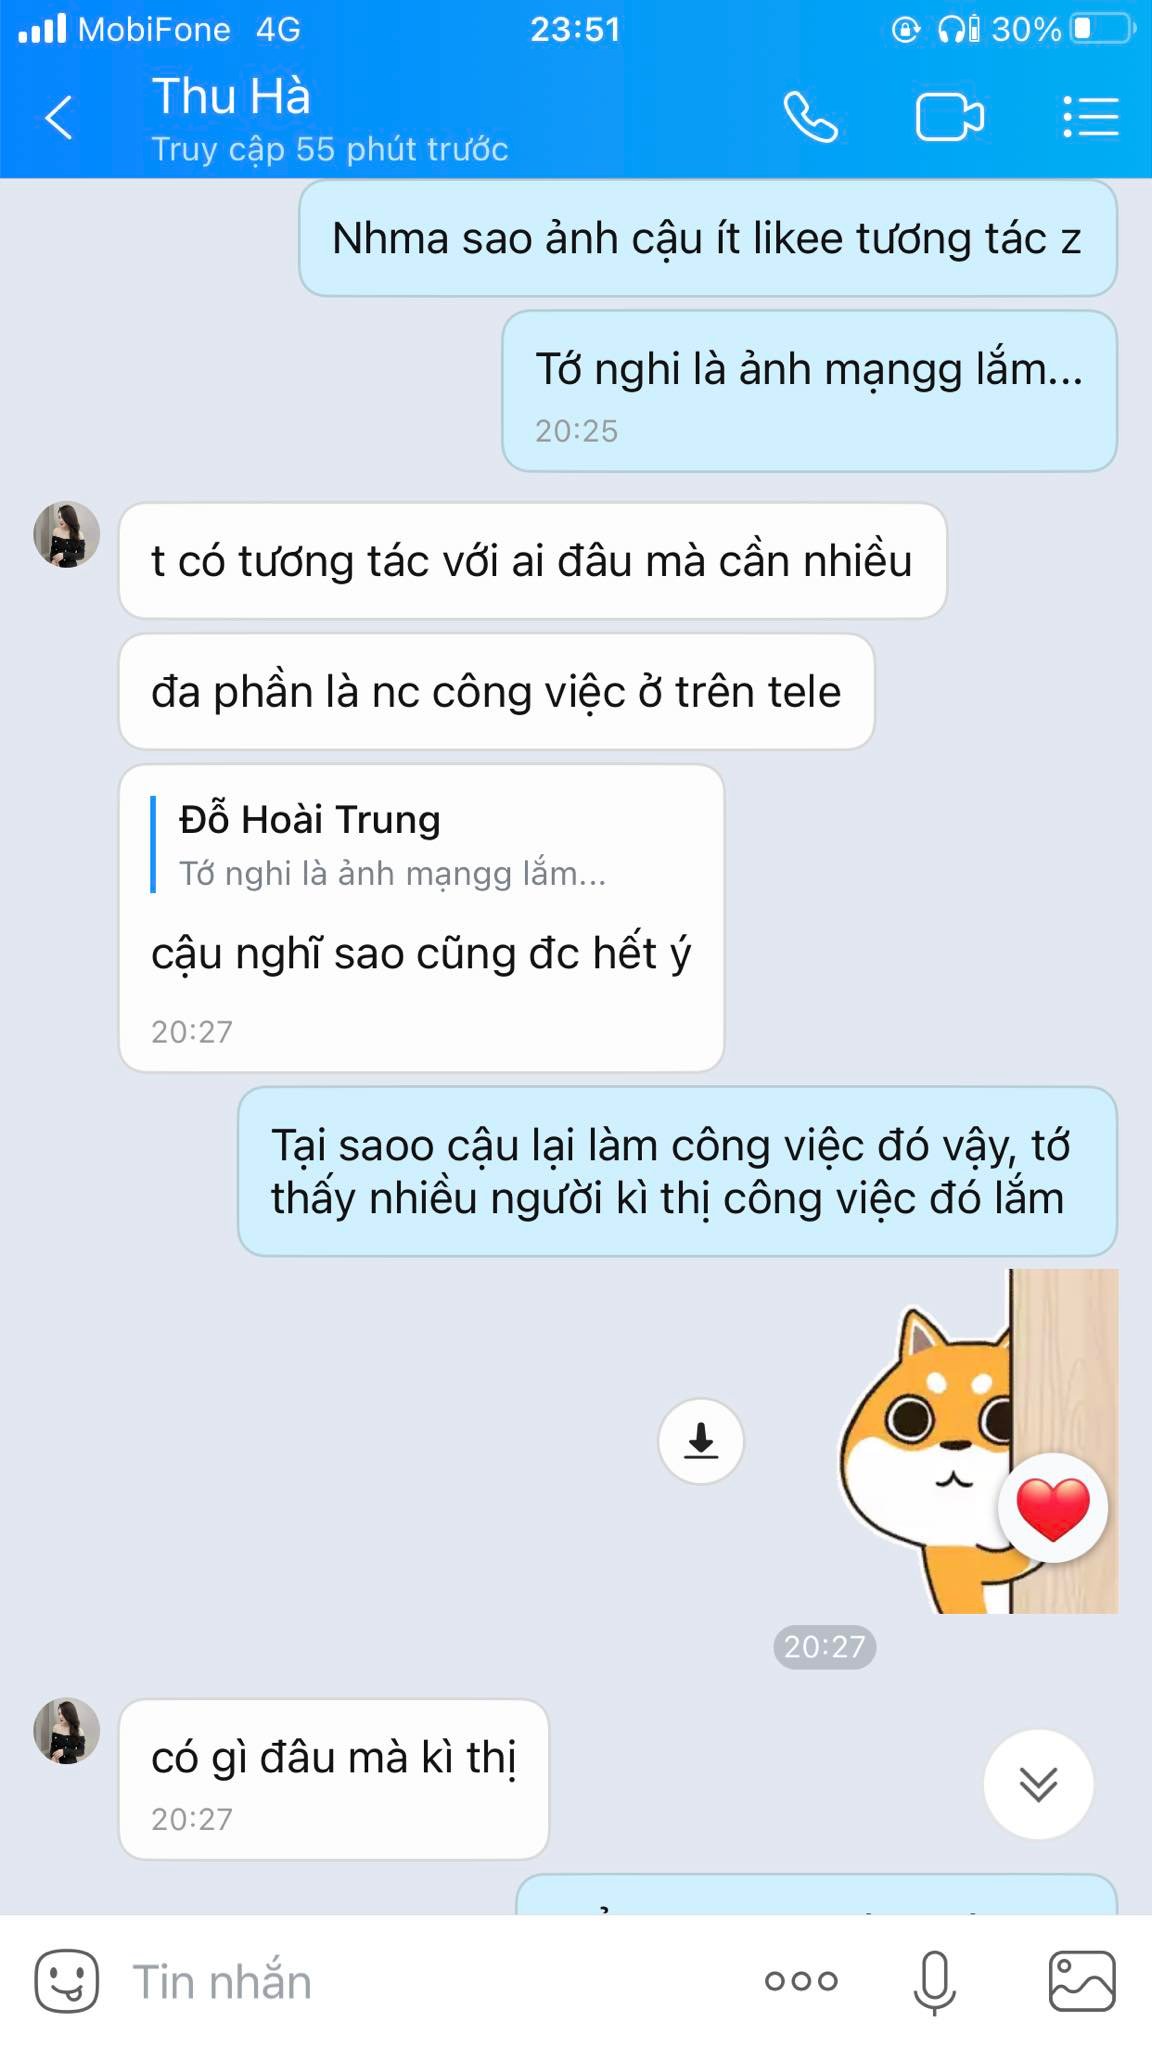 MobiFone 4G 23:51 30%
Thu Hà
Truy cập 55 phút trước
Nhma sao ảnh cậu ít likee tương tác z
Tớ nghi là ảnh mạngg lắm...
20:25
t có tương tác với ai đâu mà cần nhiều
đa phần là nc công việc ở trên tele
Đỗ Hoài Trung
Tớ nghi là ảnh mạngg lắm...
cậu nghĩ sao cũng đc hết ý
20:27
Tại saoo cậu lại làm công việc đó vậy, tớ
thấy nhiều người kì thị công việc đó lắm
20:27
có gì đâu mà kì thị
20:27
Tin nhắn